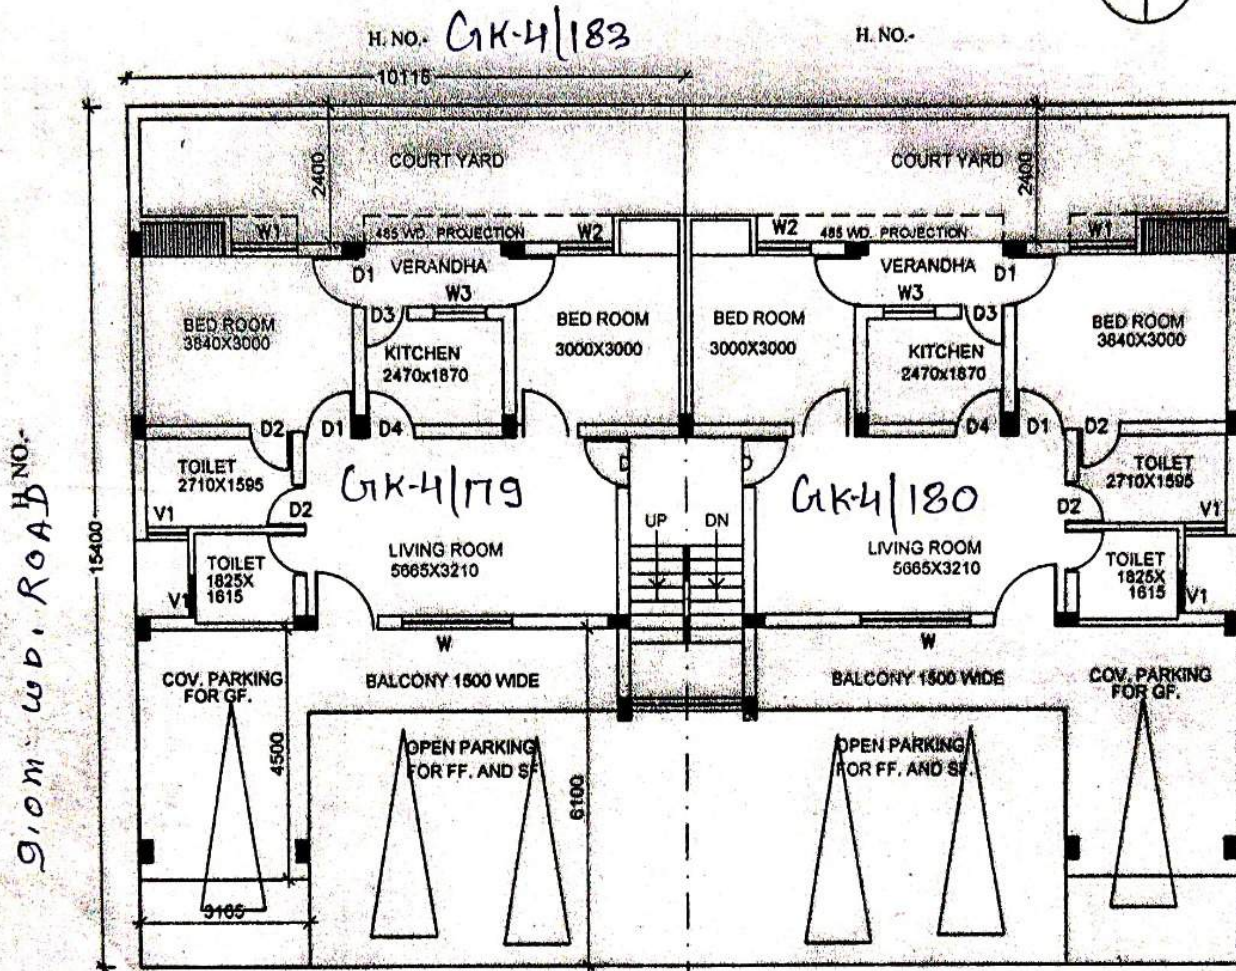 H. NO.- GK-4/183
H. NO.-
10115
COURT YARD
COURT YARD
2400
2400
W1
485 WD. PROJECTION
W2
W2
485 WD. PROJECTION
W1
D1
VERANDHA
VERANDHA
D1
W3
W3
D3
D3
BED ROOM
3840X3000
KITCHEN
2470x1870
BED ROOM
3000X3000
BED ROOM
3000X3000
KITCHEN
2470x1870
BED ROOM
3840X3000
D2
D1
D4
D4
D1
D2
TOILET
2710X1595
GK-4/179
GK-4/180
TOILET
2710X1595
V1
D2
D2
V1
UP
DN
LIVING ROOM
5665X3210
LIVING ROOM
5665X3210
TOILET
1825X
1615
TOILET
1825X
1615
V1
V1
H. NO.-
9.0 m. wd. ROAD
15400
W
W
COV. PARKING
FOR GF.
BALCONY 1500 WIDE
BALCONY 1500 WIDE
COV. PARKING
FOR GF.
4500
OPEN PARKING
FOR FF. AND SF.
6100
OPEN PARKING
FOR FF. AND SF.
3165